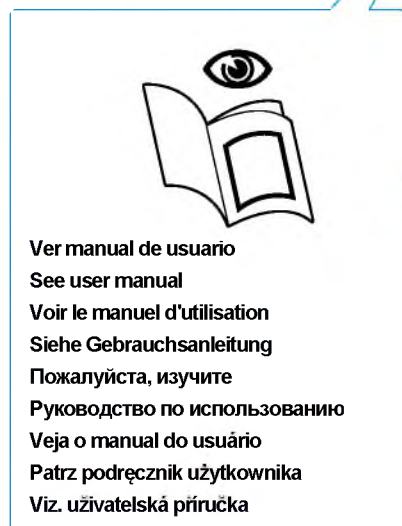 Ver manual de usuario
See user manual
Voir le manuel d'utilisation
Siehe Gebrauchsanleitung
Пожалуйста, изучите
Руководство по использованию
Veja o manual do usuário
Patrz podręcznik użytkownika
Viz. uživatelská příručka